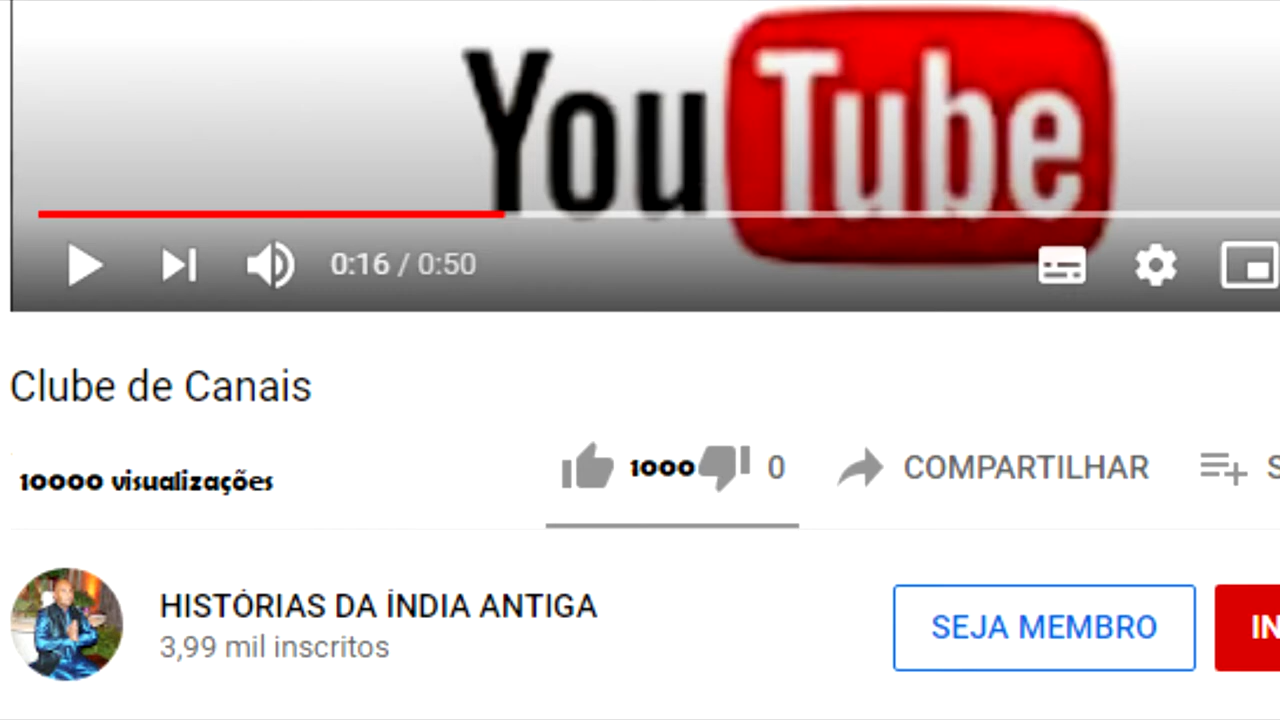 YouTube
0:16 / 0:50
Clube de Canais
10000 visualizações
1000 0 COMPARTILHAR S
HISTÓRIAS DA ÍNDIA ANTIGA
3,99 mil inscritos
SEJA MEMBRO IN